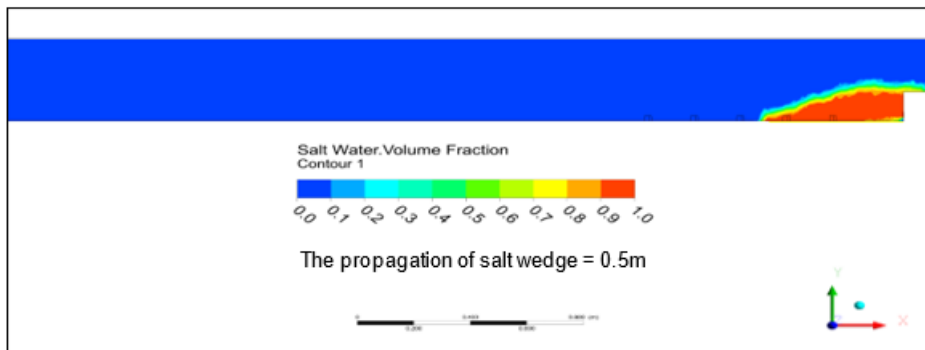 Salt Water.Volume Fraction
Contour 1
0.0 0.1 0.2 0.3 0.4 0.5 0.6 0.7 0.8 0.9 1.0
The propagation of salt wedge = 0.5m
Y
X